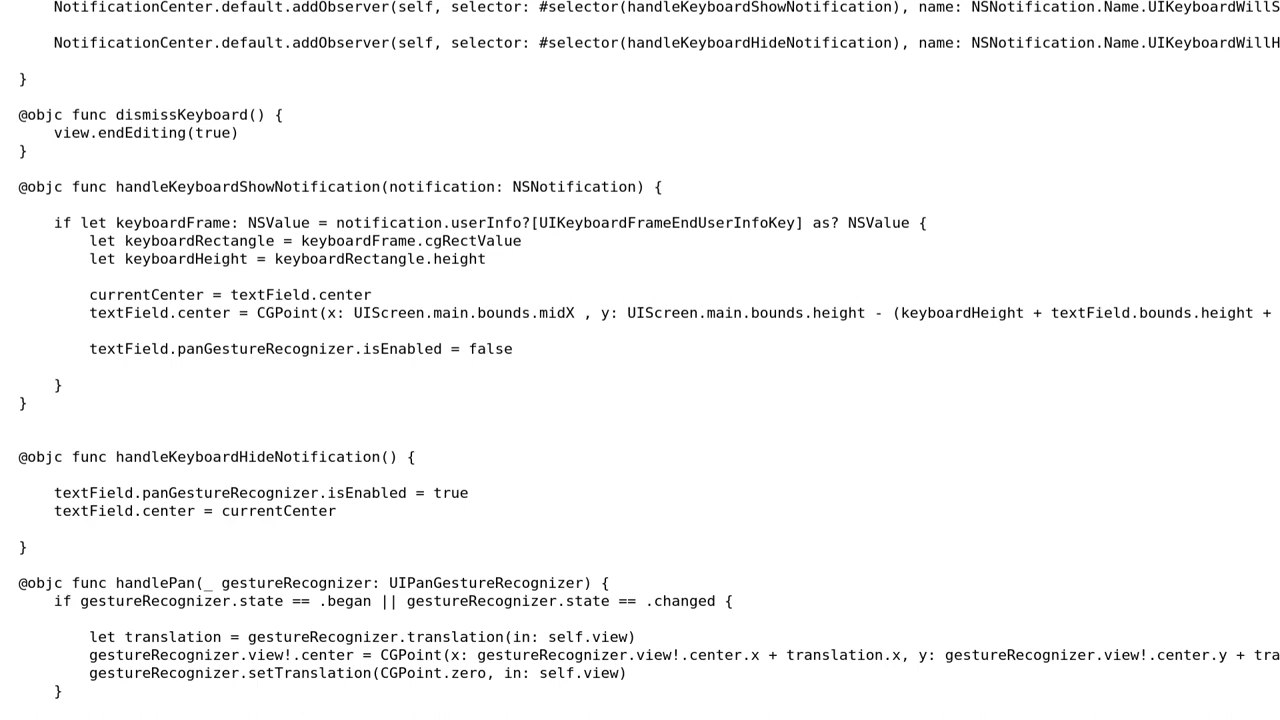 NotificationCenter.default.addObserver(self, selector: #selector(handleKeyboardShowNotification), name: NSNotification.Name.UIKeyboardWillS
NotificationCenter.default.addObserver(self, selector: #selector(handleKeyboardHideNotification), name: NSNotification.Name.UIKeyboardWillH
}
@objc func dismissKeyboard() {
view.endEditing(true)
}
@objc func handleKeyboardShowNotification(notification: NSNotification) {
if let keyboardFrame: NSValue = notification.userInfo?[UIKeyboardFrameEndUserInfoKey] as? NSValue {
let keyboardRectangle = keyboardFrame.cgRectValue
let keyboardHeight = keyboardRectangle.height
currentCenter = textField.center
textField.center = CGPoint(x: UIScreen.main.bounds.midX , y: UIScreen.main.bounds.height - (keyboardHeight + textField.bounds.height +
textField.panGestureRecognizer.isEnabled = false
}
}
@objc func handleKeyboardHideNotification() {
textField.panGestureRecognizer.isEnabled = true
textField.center = currentCenter
}
@objc func handlePan(_ gestureRecognizer: UIPanGestureRecognizer) {
if gestureRecognizer.state == .began || gestureRecognizer.state == .changed {
let translation = gestureRecognizer.translation(in: self.view)
gestureRecognizer.view!.center = CGPoint(x: gestureRecognizer.view!.center.x + translation.x, y: gestureRecognizer.view!.center.y + tra
gestureRecognizer.setTranslation(CGPoint.zero, in: self.view)
}